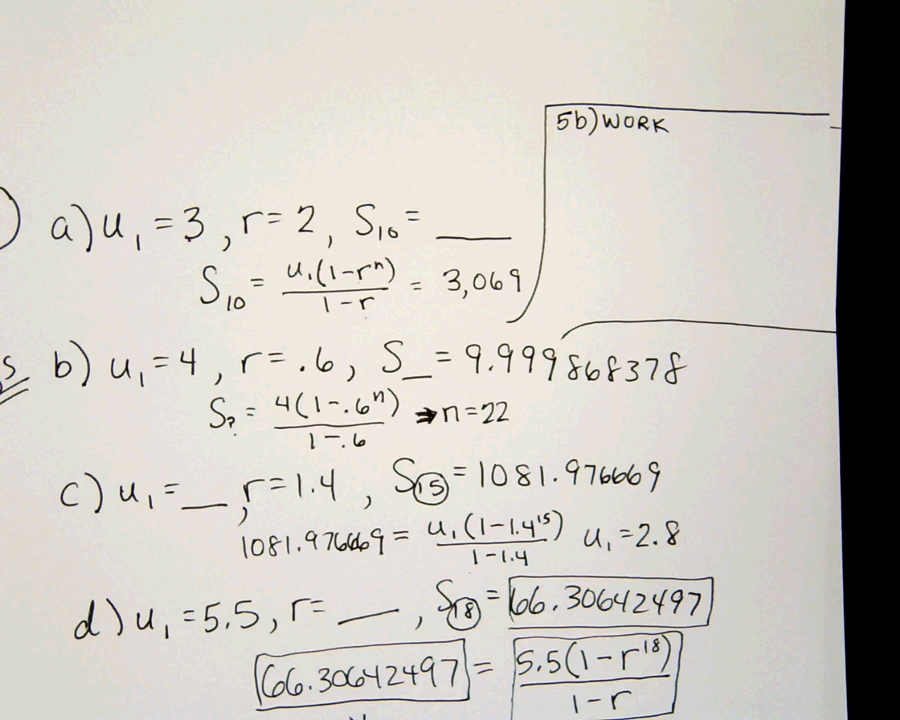 5b) WORK
a) u₁ = 3, r = 2, S₁₀ = ___
S₁₀ = u₁(1-rⁿ) / 1-r = 3,069
s b) u₁ = 4, r = .6, S_ = 9.999868378
S? = 4(1-.6ⁿ) / 1-.6 ⇒ n = 22
c) u₁ = __, r = 1.4, S₁₅ = 1081.976669
1081.976669 = u₁(1-1.4¹⁵) / 1-1.4 u₁ = 2.8
d) u₁ = 5.5, r = ___, S₁₈ = 66.30642497
66.30642497 = 5.5(1-r¹⁸) / 1-r